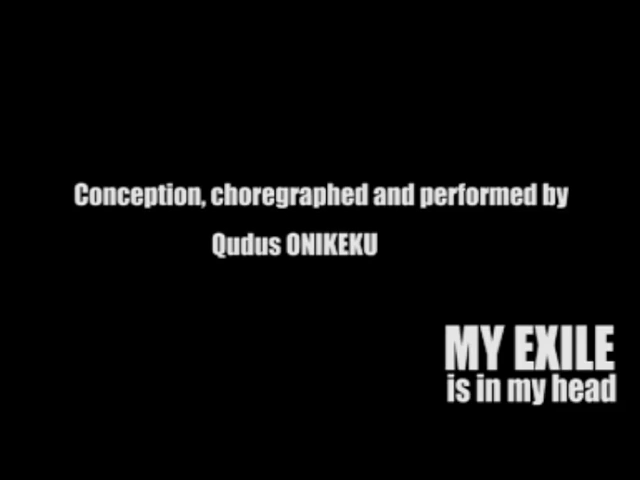 Conception, choregraphed and performed by
Qudus ONIKEKU
MY EXILE
is in my head